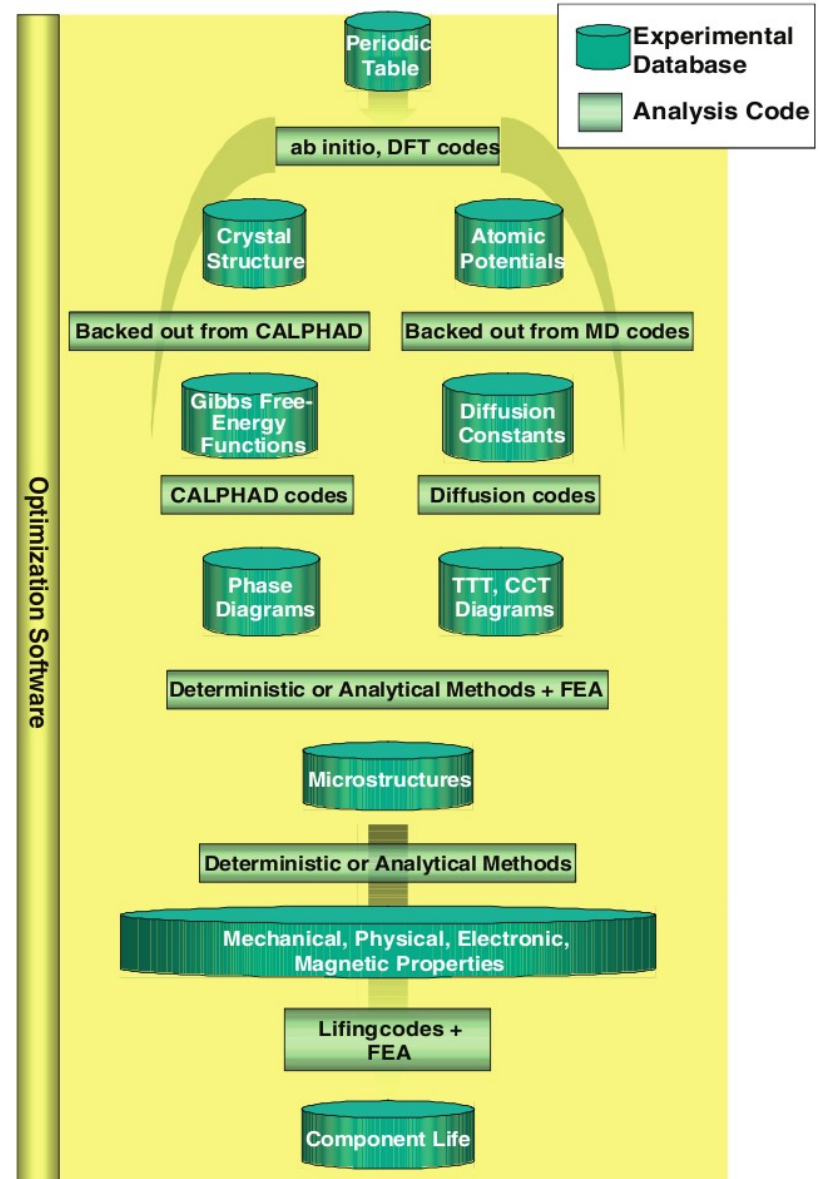 Experimental
Database
Analysis Code
Periodic
Table
ab initio, DFT codes
Crystal
Structure
Atomic
Potentials
Backed out from CALPHAD
Backed out from MD codes
Gibbs Free-
Energy
Functions
Diffusion
Constants
CALPHAD codes
Diffusion codes
Phase
Diagrams
TTT, CCT
Diagrams
Deterministic or Analytical Methods + FEA
Microstructures
Deterministic or Analytical Methods
Mechanical, Physical, Electronic,
Magnetic Properties
Lifingcodes +
FEA
Component Life
Optimization Software